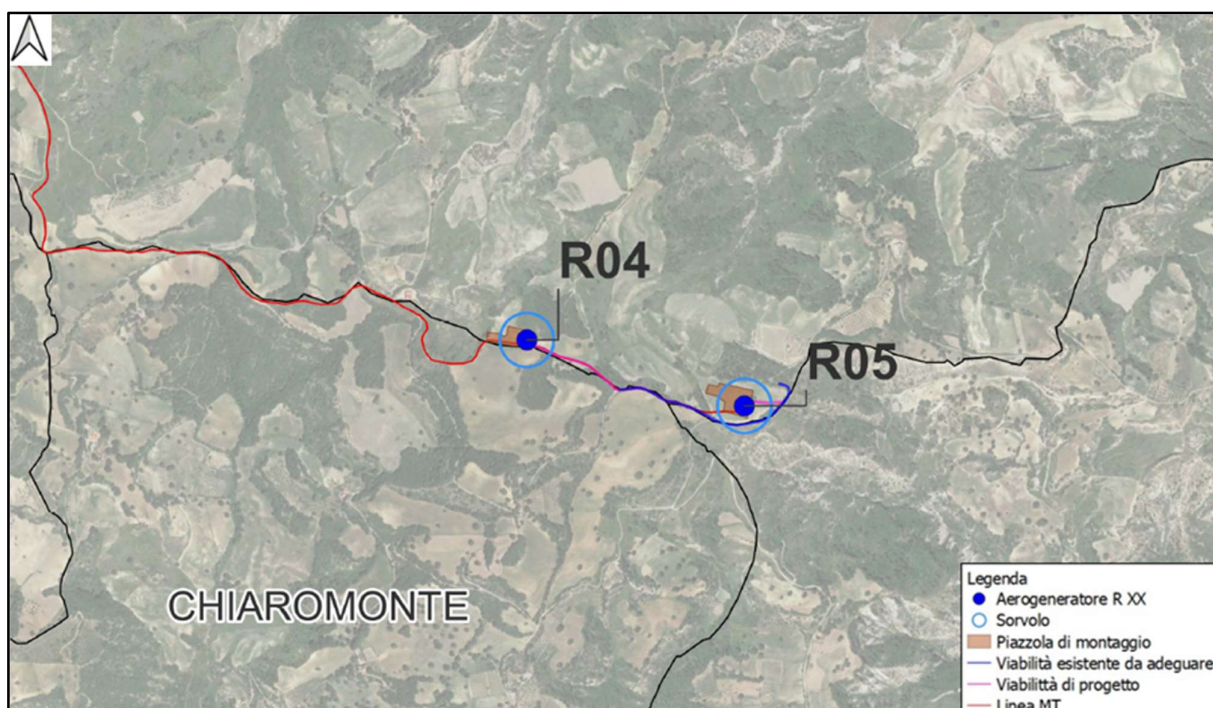 R04
R05
CHIAROMONTE
Legenda
Aerogeneratore R XX
Sorvolo
Piazzola di montaggio
Viabilità esistente da adeguare
Viabilittà di progetto
Linea MT